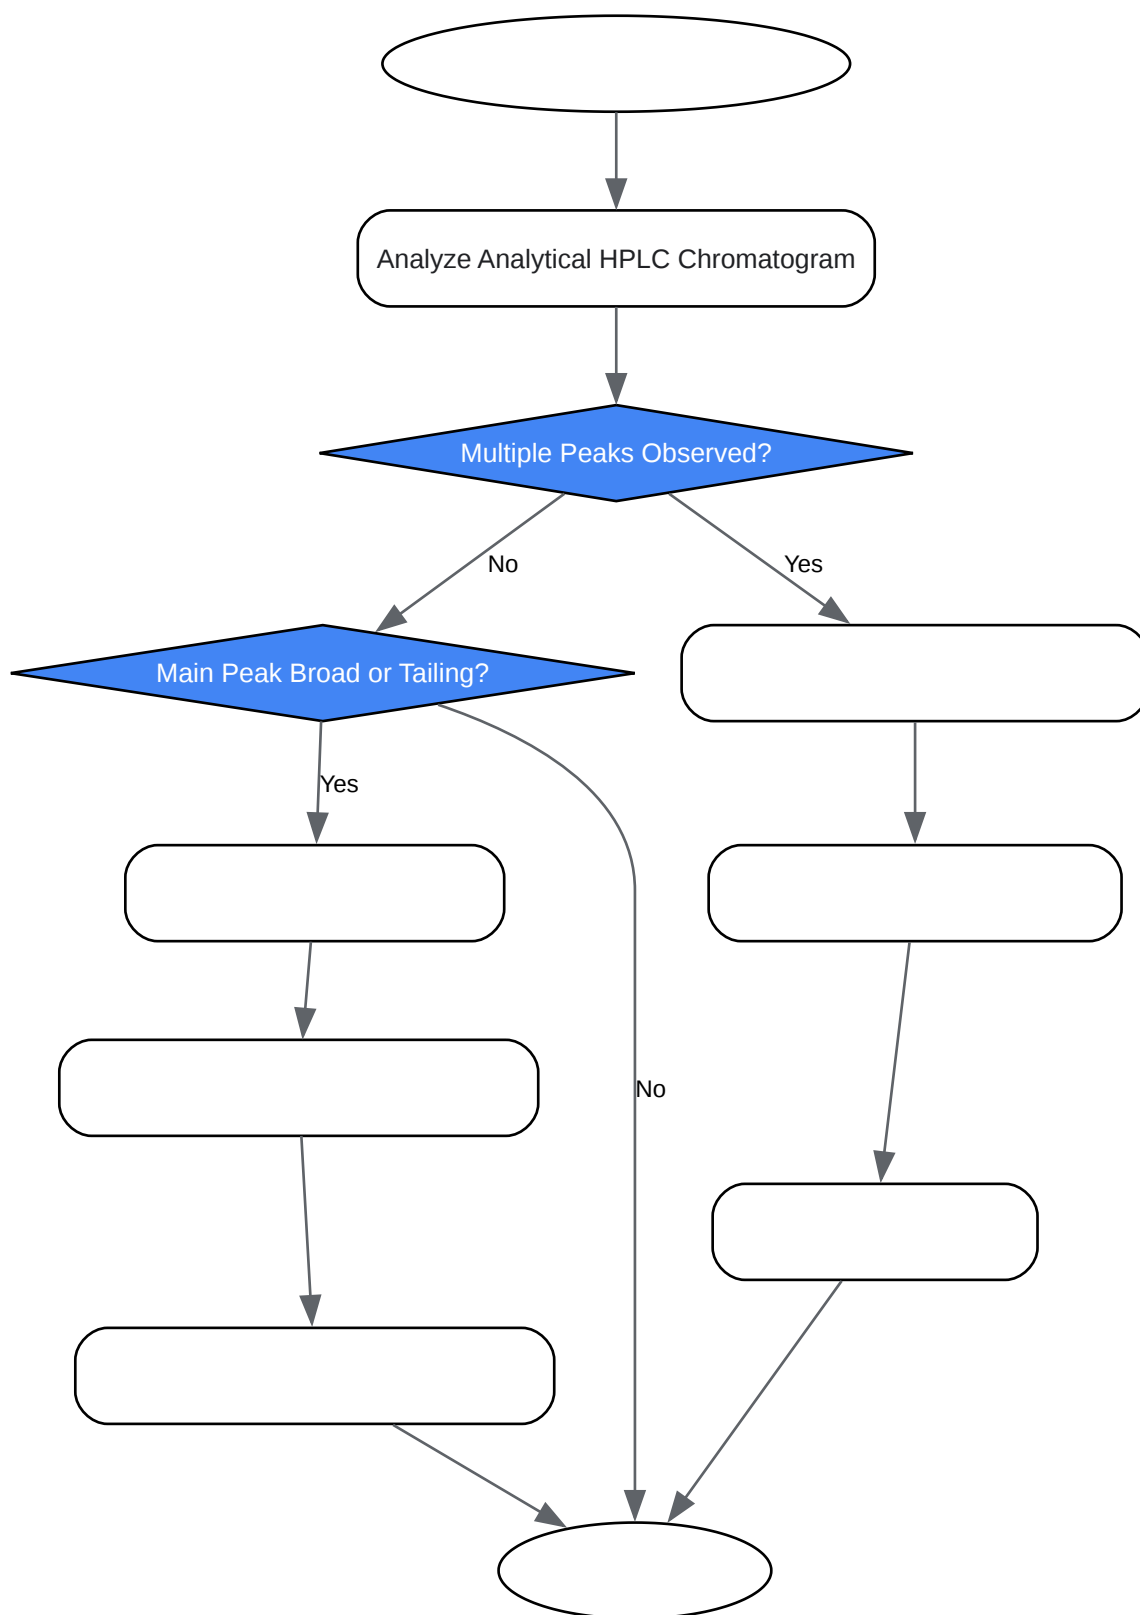 Analyze Analytical HPLC Chromatogram
Multiple Peaks Observed?
No
Yes
Main Peak Broad or Tailing?
Yes
No